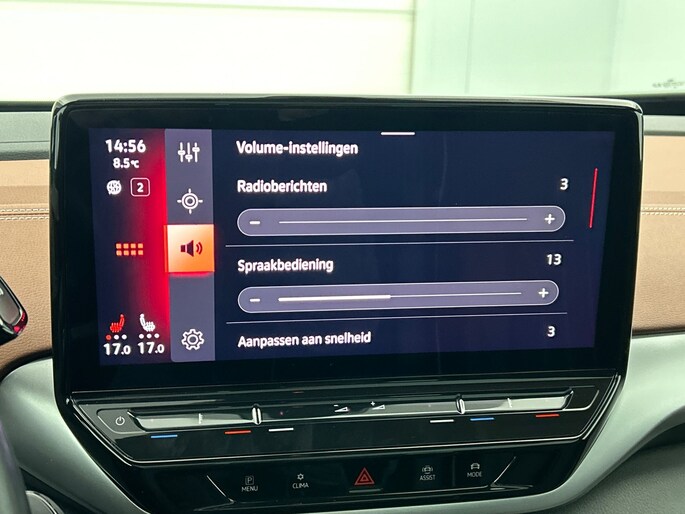 14:56
8.5°C
2
Volume-instellingen
Radioberichten 3
− +
Spraakbediening 13
− +
Aanpassen aan snelheid 3
17.0 17.0
P
MENU
CLIMA
ASSIST
MODE